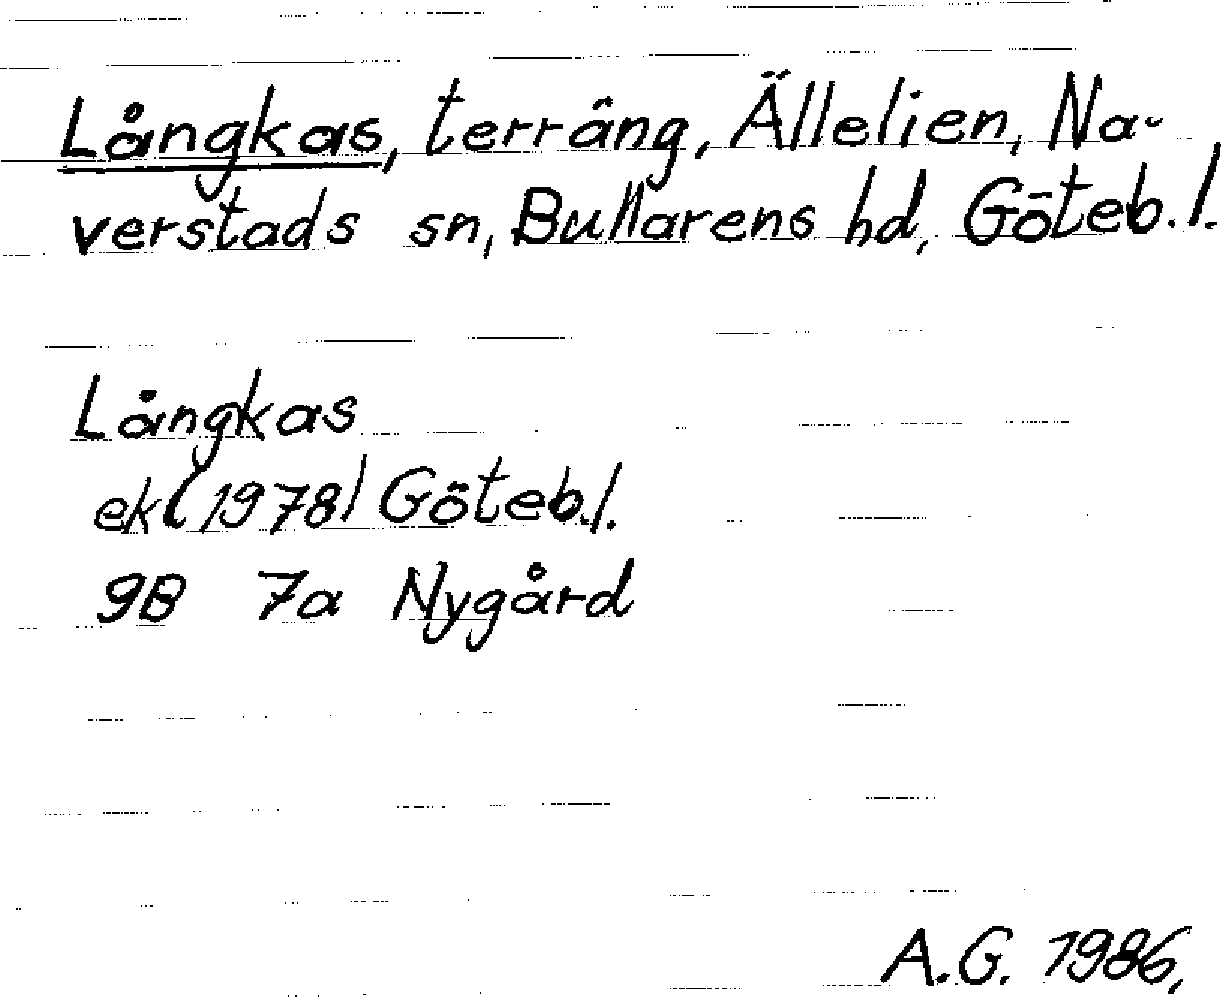 Långkas, terräng, Ällelien, Na-
verstads sn, Bullarens hd, Göteb.l.
Långkas
ek (1978) Göteb.l.
9B 7a Nygård
A.G. 1986.